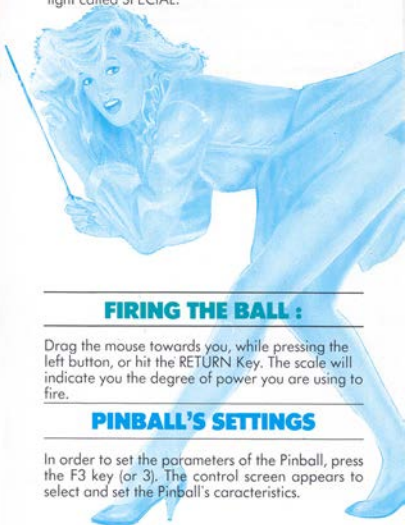 light called SPECIAL.
FIRING THE BALL :
Drag the mouse towards you, while pressing the
left button, or hit the RETURN Key. The scale will
indicate you the degree of power you are using to
fire.
PINBALL'S SETTINGS
In order to set the parameters of the Pinball, press
the F3 key (or 3). The control screen appears to
select and set the Pinball's caracteristics.